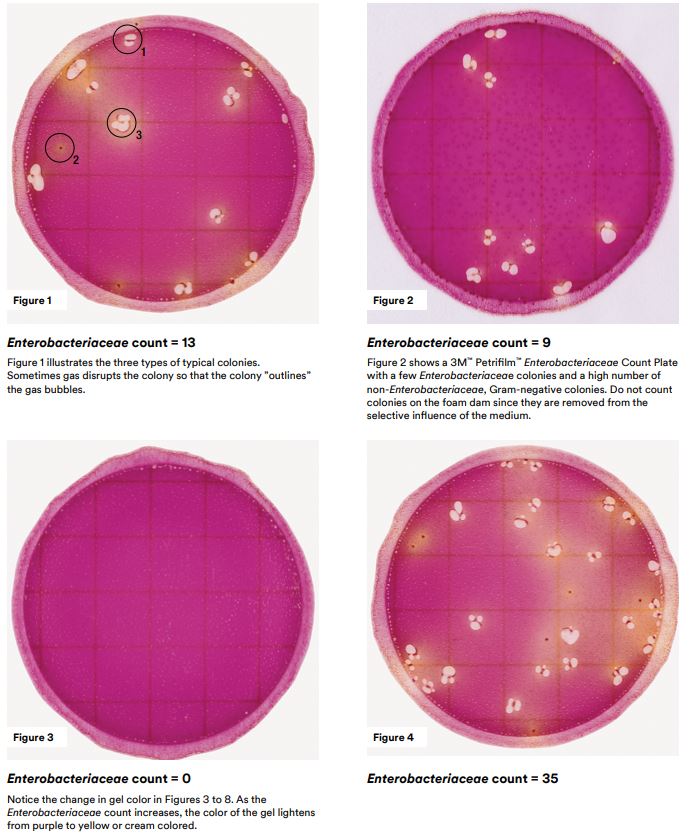 1
2
3
Figure 1
Figure 2
Enterobacteriaceae count = 13
Figure 1 illustrates the three types of typical colonies.
Sometimes gas disrupts the colony so that the colony "outlines"
the gas bubbles.
Enterobacteriaceae count = 9
Figure 2 shows a 3M™ Petrifilm™ Enterobacteriaceae Count Plate
with a few Enterobacteriaceae colonies and a high number of
non-Enterobacteriaceae, Gram-negative colonies. Do not count
colonies on the foam dam since they are removed from the
selective influence of the medium.
Figure 3
Figure 4
Enterobacteriaceae count = 0
Notice the change in gel color in Figures 3 to 8. As the
Enterobacteriaceae count increases, the color of the gel lightens
from purple to yellow or cream colored.
Enterobacteriaceae count = 35